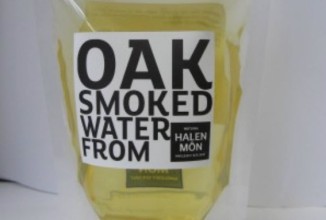 OAK
SMOKED
WATER
FROM
HALEN
MÔN